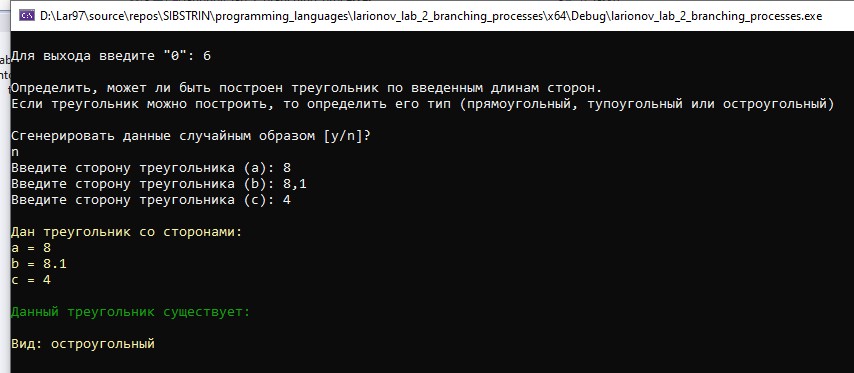 D:\Lar97\source\repos\SIBSTRIN\programming_languages\larionov_lab_2_branching_processes\x64\Debug\larionov_lab_2_branching_processes.exe
Для выхода введите "0": 6
Определить, может ли быть построен треугольник по введенным длинам сторон.
Если треугольник можно построить, то определить его тип (прямоугольный, тупоугольный или остроугольный)
Сгенерировать данные случайным образом [y/n]?
n
Введите сторону треугольника (a): 8
Введите сторону треугольника (b): 8,1
Введите сторону треугольника (c): 4
Дан треугольник со сторонами:
a = 8
b = 8.1
c = 4
Данный треугольник существует:
Вид: остроугольный